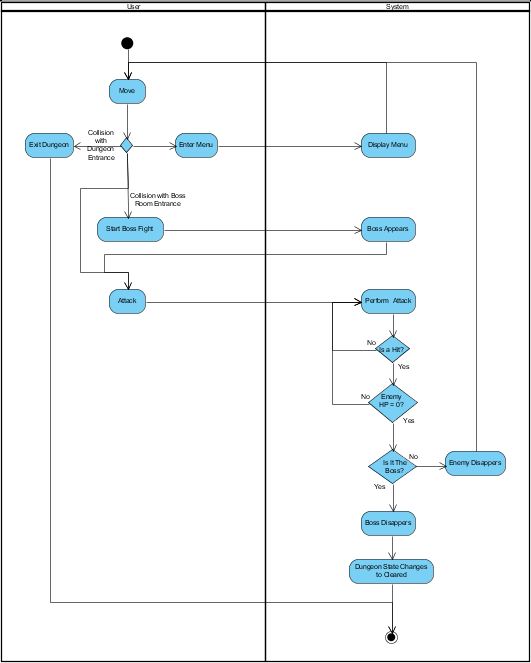 User
System
Move
Collision
with
Dungeon
Entrance
Exit Dungeon
Enter Menu
Display Menu
Collision with Boss
Room Entrance
Start Boss Fight
Boss Appears
Attack
Perform Attack
No
Is a Hit?
Yes
No
Enemy
HP = 0?
Yes
No
Is It The
Boss?
Enemy Disappers
Yes
Boss Disappers
Dungeon State Changes
to Cleared